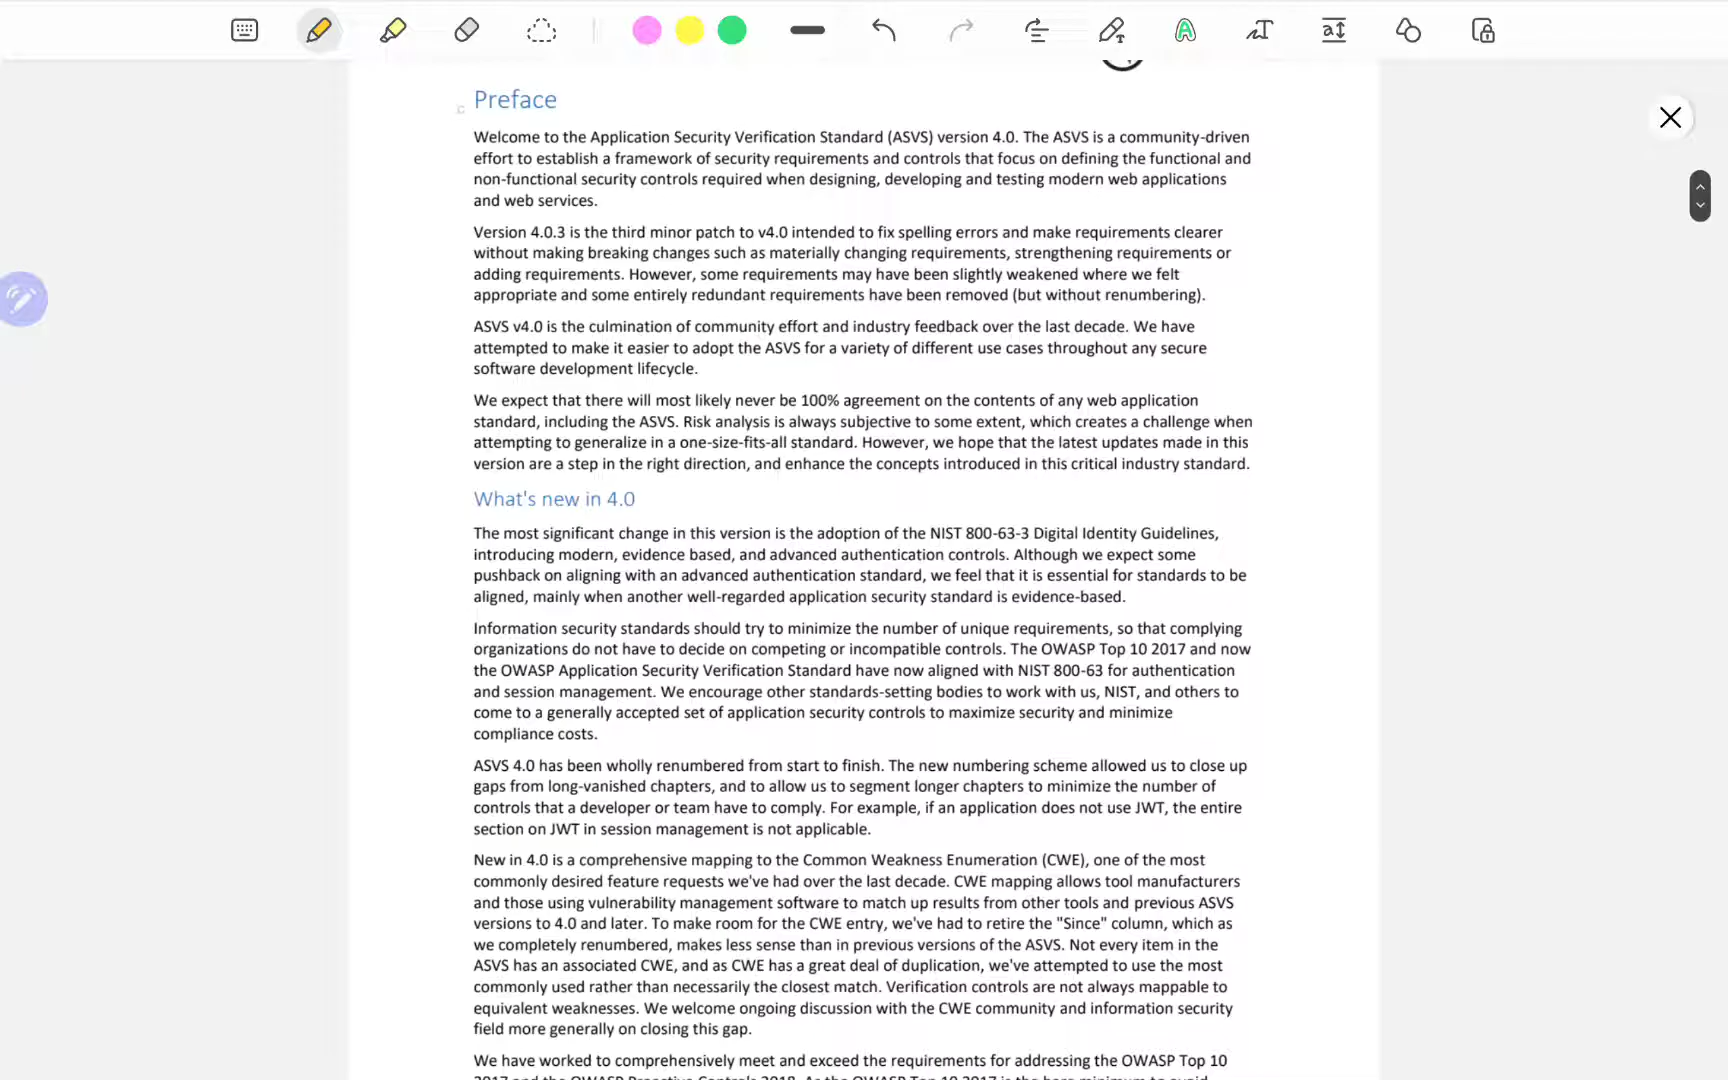 Preface
Welcome to the Application Security Verification Standard (ASVS) version 4.0. The ASVS is a community-driven
effort to establish a framework of security requirements and controls that focus on defining the functional and
non-functional security controls required when designing, developing and testing modern web applications
and web services.
Version 4.0.3 is the third minor patch to v4.0 intended to fix spelling errors and make requirements clearer
without making breaking changes such as materially changing requirements, strengthening requirements or
adding requirements. However, some requirements may have been slightly weakened where we felt
appropriate and some entirely redundant requirements have been removed (but without renumbering).
ASVS v4.0 is the culmination of community effort and industry feedback over the last decade. We have
attempted to make it easier to adopt the ASVS for a variety of different use cases throughout any secure
software development lifecycle.
We expect that there will most likely never be 100% agreement on the contents of any web application
standard, including the ASVS. Risk analysis is always subjective to some extent, which creates a challenge when
attempting to generalize in a one-size-fits-all standard. However, we hope that the latest updates made in this
version are a step in the right direction, and enhance the concepts introduced in this critical industry standard.
What's new in 4.0
The most significant change in this version is the adoption of the NIST 800-63-3 Digital Identity Guidelines,
introducing modern, evidence based, and advanced authentication controls. Although we expect some
pushback on aligning with an advanced authentication standard, we feel that it is essential for standards to be
aligned, mainly when another well-regarded application security standard is evidence-based.
Information security standards should try to minimize the number of unique requirements, so that complying
organizations do not have to decide on competing or incompatible controls. The OWASP Top 10 2017 and now
the OWASP Application Security Verification Standard have now aligned with NIST 800-63 for authentication
and session management. We encourage other standards-setting bodies to work with us, NIST, and others to
come to a generally accepted set of application security controls to maximize security and minimize
compliance costs.
ASVS 4.0 has been wholly renumbered from start to finish. The new numbering scheme allowed us to close up
gaps from long-vanished chapters, and to allow us to segment longer chapters to minimize the number of
controls that a developer or team have to comply. For example, if an application does not use JWT, the entire
section on JWT in session management is not applicable.
New in 4.0 is a comprehensive mapping to the Common Weakness Enumeration (CWE), one of the most
commonly desired feature requests we've had over the last decade. CWE mapping allows tool manufacturers
and those using vulnerability management software to match up results from other tools and previous ASVS
versions to 4.0 and later. To make room for the CWE entry, we've had to retire the "Since" column, which as
we completely renumbered, makes less sense than in previous versions of the ASVS. Not every item in the
ASVS has an associated CWE, and as CWE has a great deal of duplication, we've attempted to use the most
commonly used rather than necessarily the closest match. Verification controls are not always mappable to
equivalent weaknesses. We welcome ongoing discussion with the CWE community and information security
field more generally on closing this gap.
We have worked to comprehensively meet and exceed the requirements for addressing the OWASP Top 10